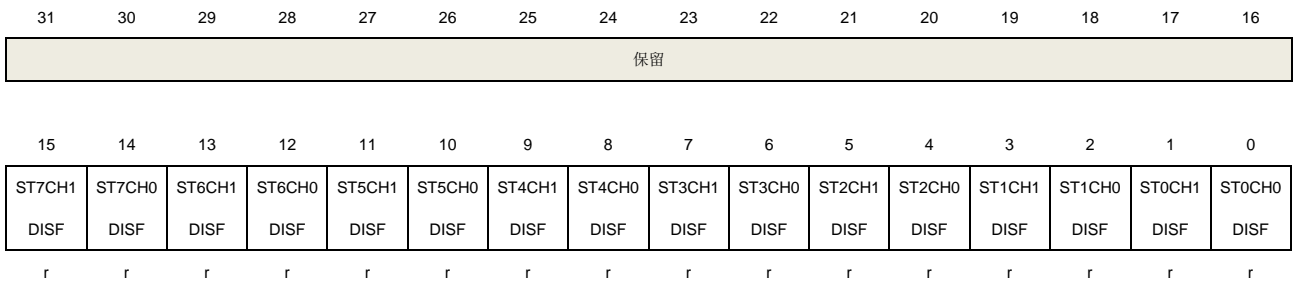 31 30 29 28 27 26 25 24 23 22 21 20 19 18 17 16
保留
15 14 13 12 11 10 9 8 7 6 5 4 3 2 1 0
ST7CH1 ST7CH0 ST6CH1 ST6CH0 ST5CH1 ST5CH0 ST4CH1 ST4CH0 ST3CH1 ST3CH0 ST2CH1 ST2CH0 ST1CH1 ST1CH0 ST0CH1 ST0CH0
DISF DISF DISF DISF DISF DISF DISF DISF DISF DISF DISF DISF DISF DISF DISF DISF
r r r r r r r r r r r r r r r r